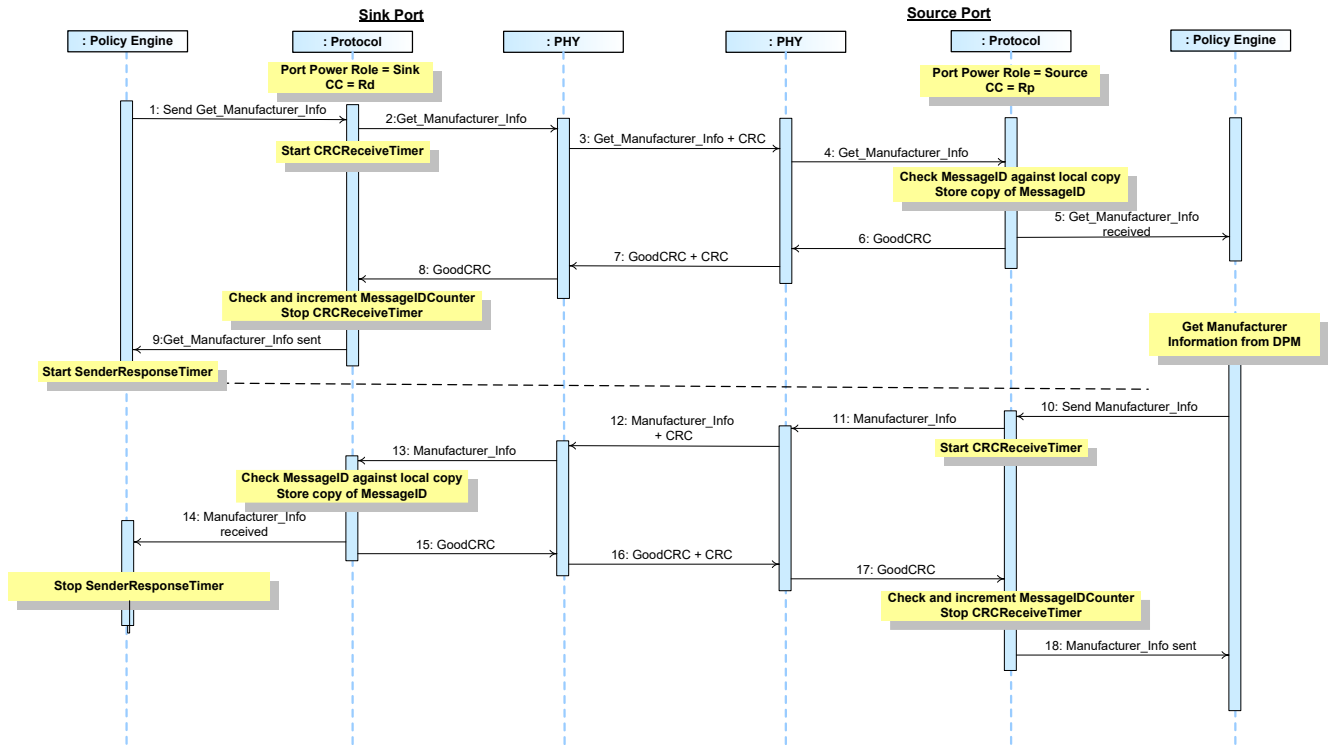 Sink Port
Source Port
: Policy Engine
: Protocol
: PHY
: PHY
: Protocol
: Policy Engine
Port Power Role = Sink
CC = Rd
Port Power Role = Source
CC = Rp
1: Send Get_Manufacturer_Info
2:Get_Manufacturer_Info
Start CRCReceiveTimer
3: Get_Manufacturer_Info + CRC
4: Get_Manufacturer_Info
Check MessageID against local copy
Store copy of MessageID
5: Get_Manufacturer_Info
received
6: GoodCRC
7: GoodCRC + CRC
8: GoodCRC
Check and increment MessageIDCounter
Stop CRCReceiveTimer
9:Get_Manufacturer_Info sent
Start SenderResponseTimer
Get Manufacturer
Information from DPM
10: Send Manufacturer_Info
11: Manufacturer_Info
Start CRCReceiveTimer
12: Manufacturer_Info
+ CRC
13: Manufacturer_Info
Check MessageID against local copy
Store copy of MessageID
14: Manufacturer_Info
received
15: GoodCRC
16: GoodCRC + CRC
17: GoodCRC
Stop SenderResponseTimer
Check and increment MessageIDCounter
Stop CRCReceiveTimer
18: Manufacturer_Info sent